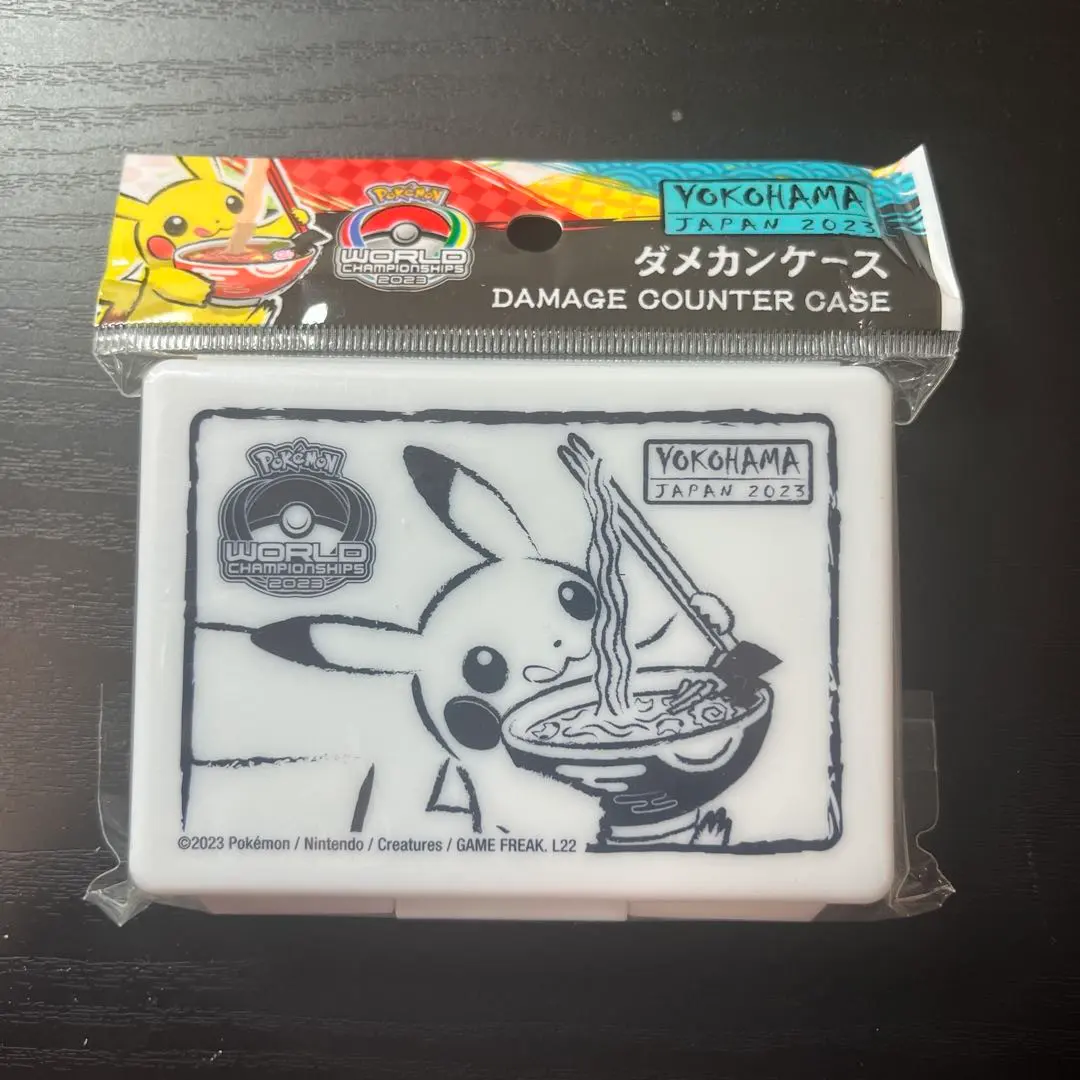 Pokémon
WORLD
CHAMPIONSHIPS
2023
YOKOHAMA
JAPAN 2023
ダメカンケース
DAMAGE COUNTER CASE
Pokémon
WORLD
CHAMPIONSHIPS
2023
YOKOHAMA
JAPAN 2023
©2023 Pokémon / Nintendo / Creatures / GAME FREAK. L22